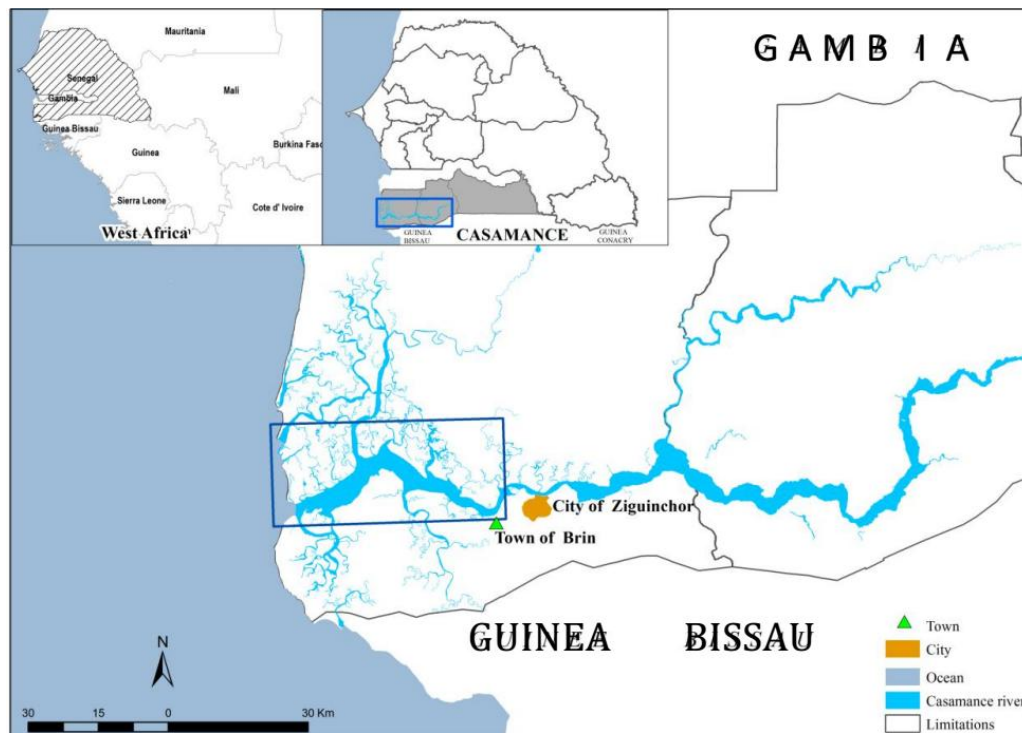 Mauritania
Senegal
Gambia
Mali
Guinea Bissau
Guinea
Burkina Faso
Sierra Leone
Cote d' Ivoire
West Africa
GUINEA
BISSAU
CASAMANCE
GUINEA
CONACRY
GAMBIA
City of Ziguinchor
Town of Brin
GUINEA BISSAU
N
30 15 0 30 Km
Town
City
Ocean
Casamance river
Limitations